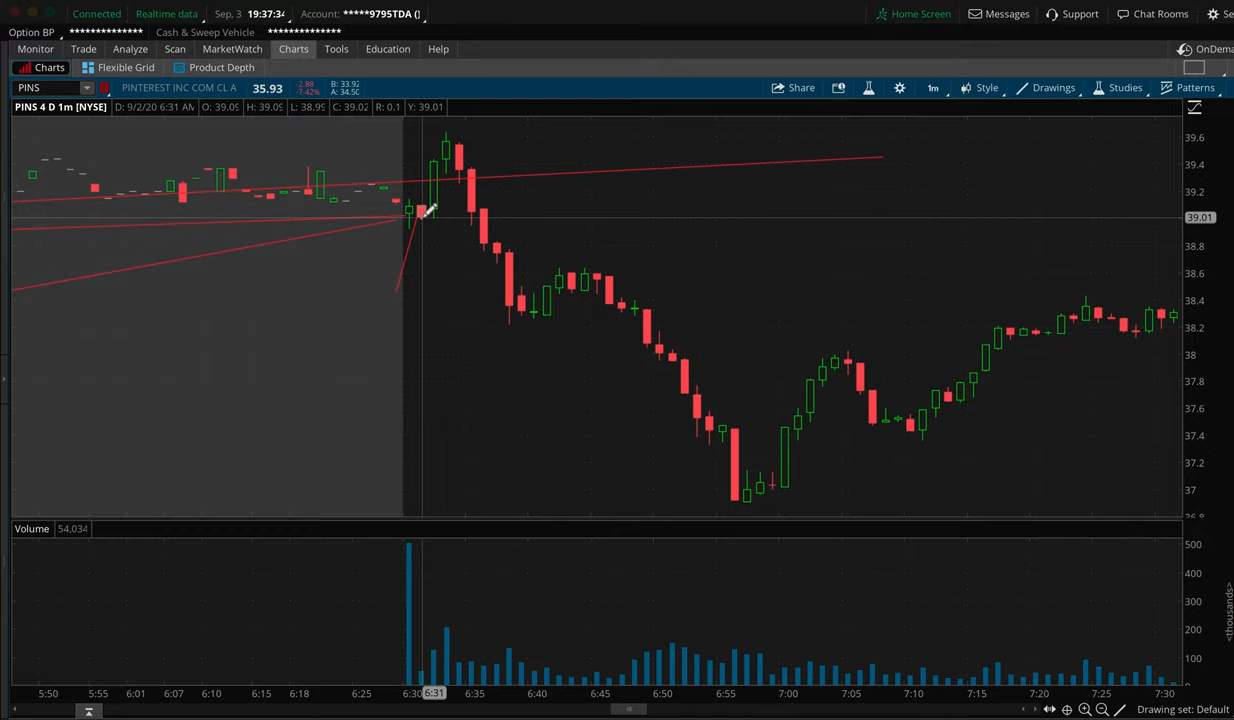 Connected Realtime data Sep, 3 19:37:34 Account: *****9795TDA () Home Screen Messages Support Chat Rooms Se
Option BP ************** Cash & Sweep Vehicle **************
Monitor Trade Analyze Scan MarketWatch Charts Tools Education Help OnDema
Charts Flexible Grid Product Depth
PINS PINTEREST INC COM CL A 35.93 -2.88 -7.42% B: 33.92 A: 34.50 Share 1m Style Drawings Studies Patterns
PINS 4 D 1m [NYSE] D: 9/2/20 6:31 AM O: 39.09 H: 39.09 L: 38.99 C: 39.02 R: 0.1 Y: 39.01
39.6
39.4
39.2
39.01
38.8
38.6
38.4
38.2
38
37.8
37.6
37.4
37.2
37
36.8
Volume 54,034
500
400
300
200
100
<thousands>
5:50 5:55 6:01 6:07 6:10 6:15 6:18 6:25 6:30 6:31 6:35 6:40 6:45 6:50 6:55 7:00 7:05 7:10 7:15 7:20 7:25 7:30
Drawing set: Default